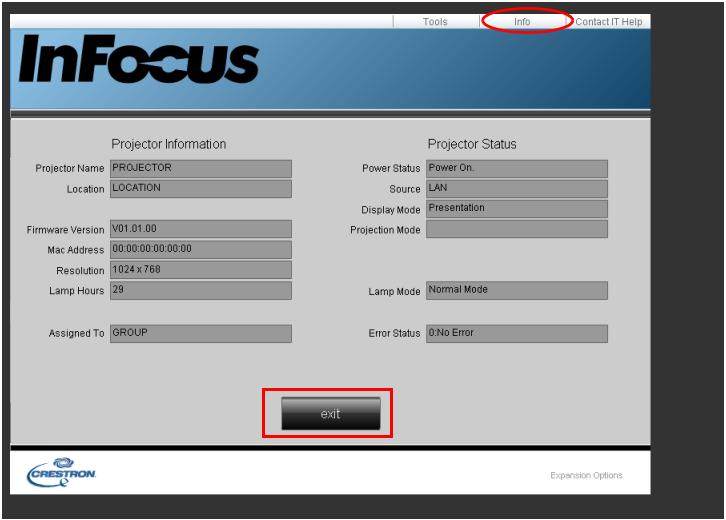 Tools Info Contact IT Help
InFocus
Projector Information
Projector Name PROJECTOR
Location LOCATION
Firmware Version V01.01.00
Mac Address 00:00:00:00:00:00
Resolution 1024 x 768
Lamp Hours 29
Assigned To GROUP
Projector Status
Power Status Power On.
Source LAN
Display Mode Presentation
Projection Mode
Lamp Mode Normal Mode
Error Status 0:No Error
exit
CRESTRON
Expansion Options